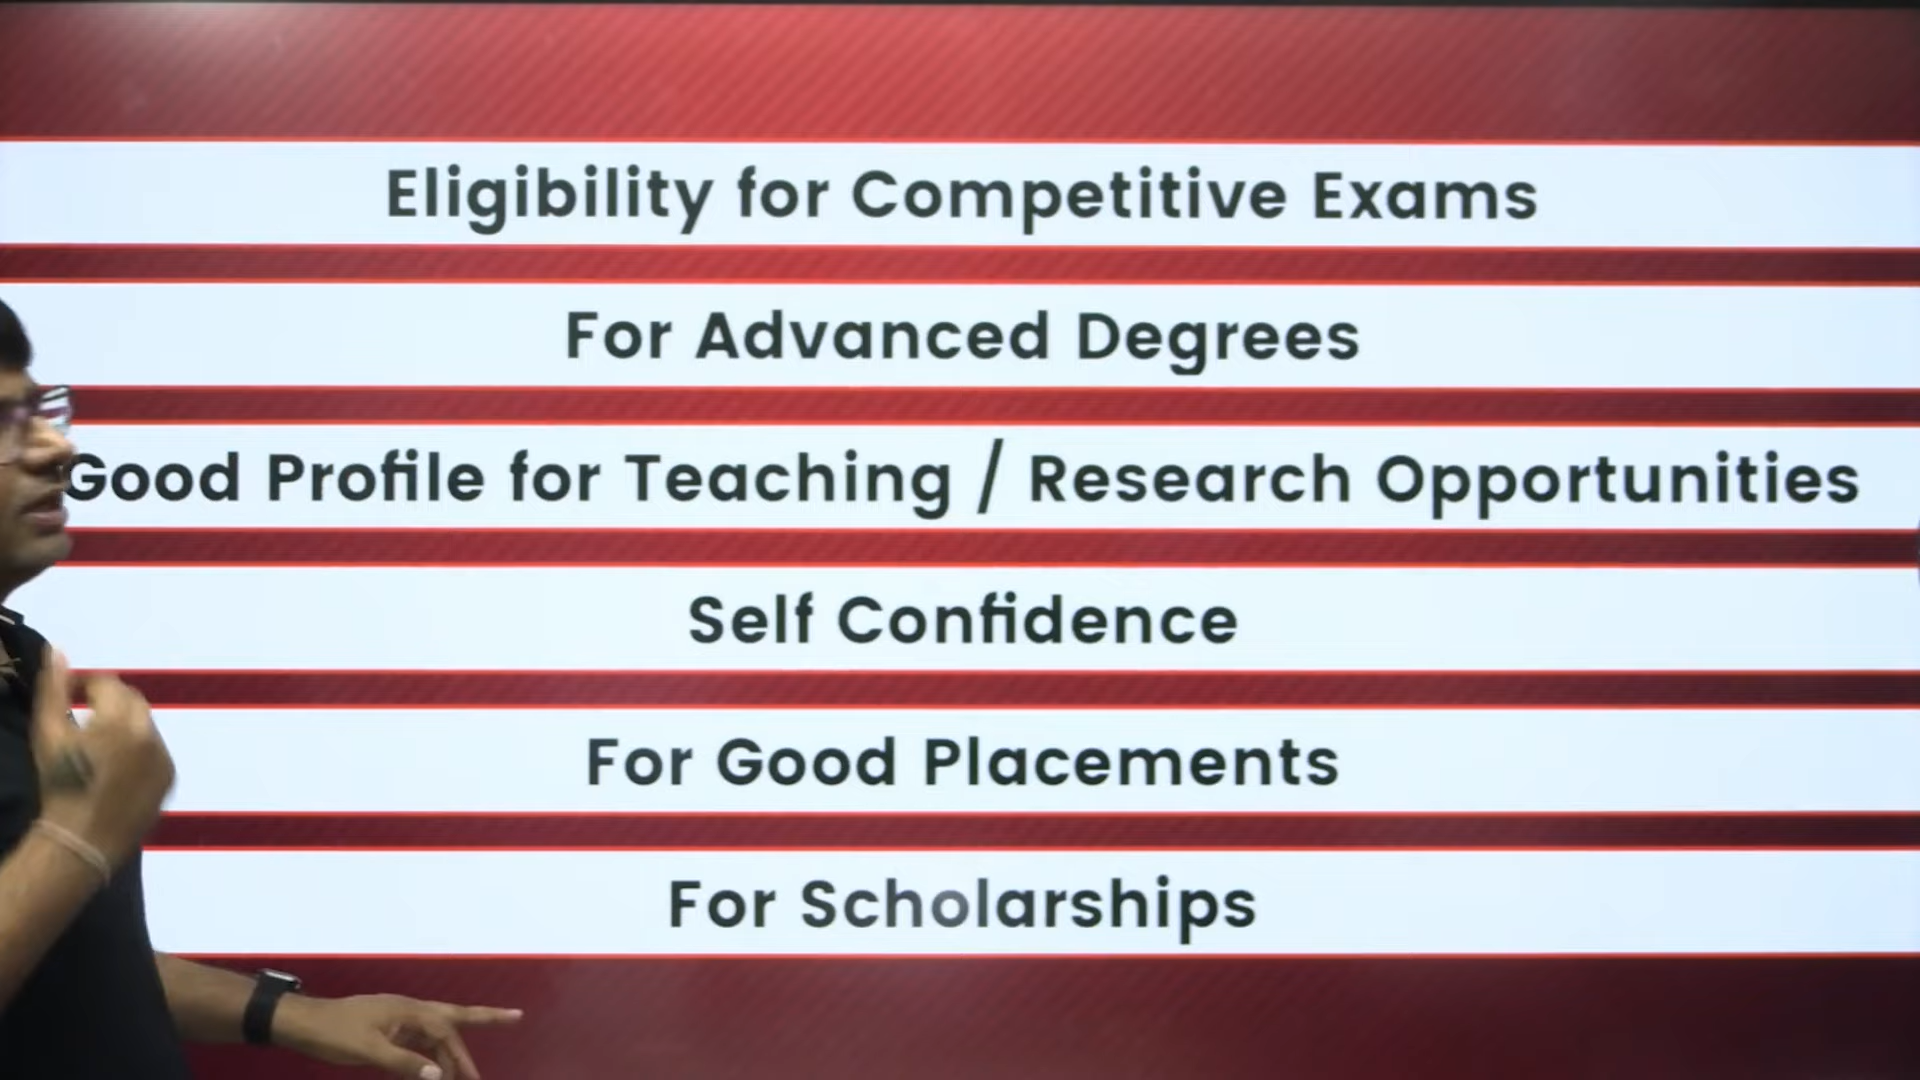 Eligibility for Competitive Exams
For Advanced Degrees
Good Profile for Teaching / Research Opportunities
Self Confidence
For Good Placements
For Scholarships